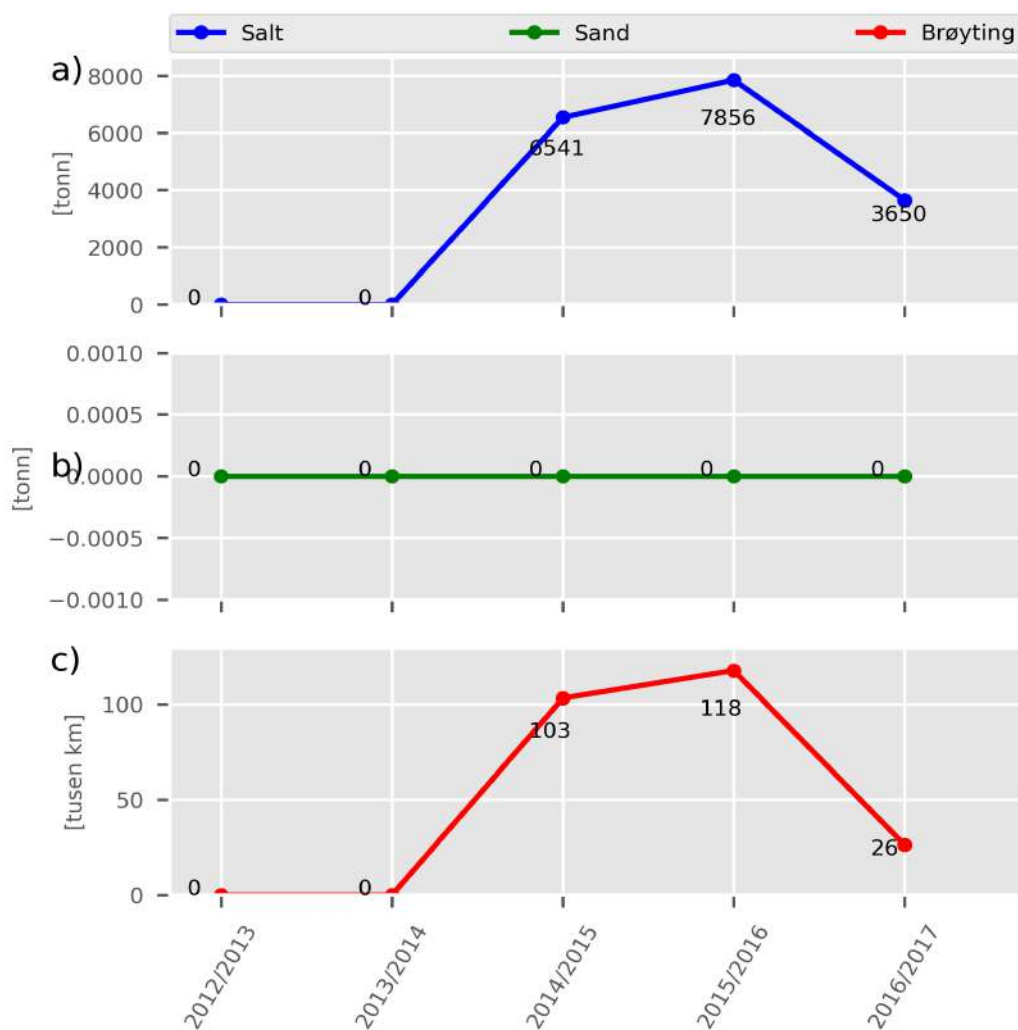 Salt Sand Brøyting
a)
8000
6000
4000
2000
0
[tonn]
0 0 6541 7856 3650
b)
0.0010
0.0005
0.0000
−0.0005
−0.0010
[tonn]
0 0 0 0 0
c)
100
50
0
[tusen km]
0 0 103 118 26
2012/2013 2013/2014 2014/2015 2015/2016 2016/2017